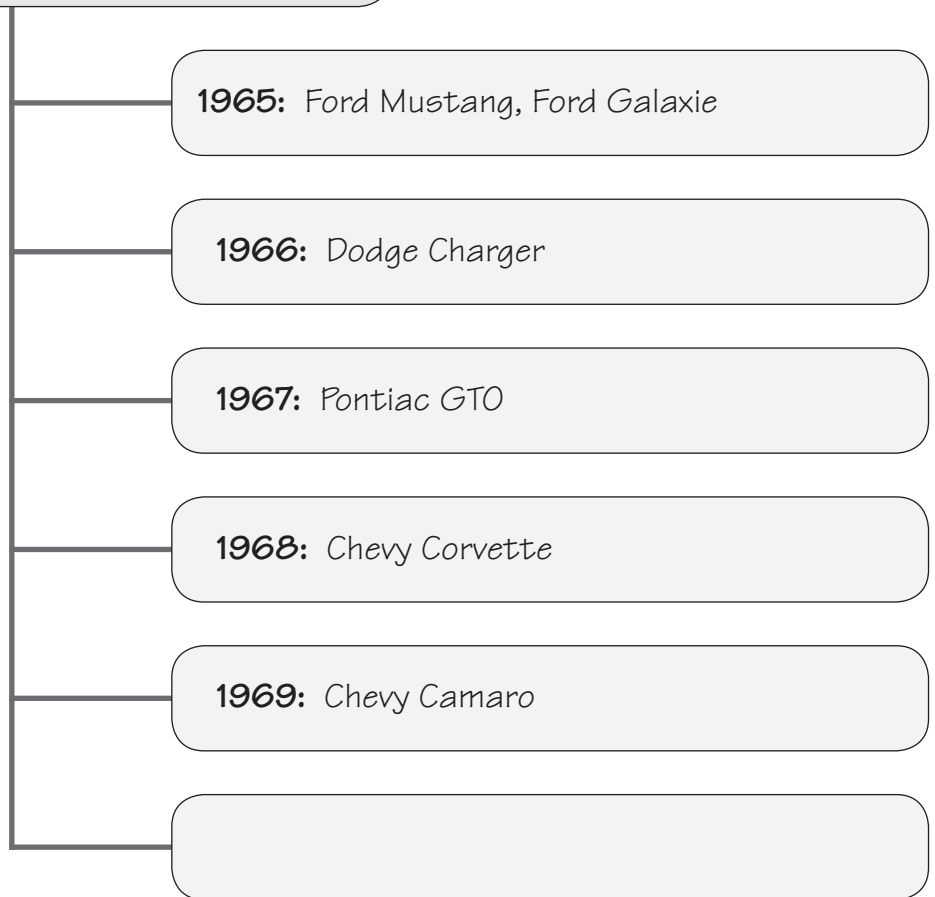 1965: Ford Mustang, Ford Galaxie
1966: Dodge Charger
1967: Pontiac GTO
1968: Chevy Corvette
1969: Chevy Camaro